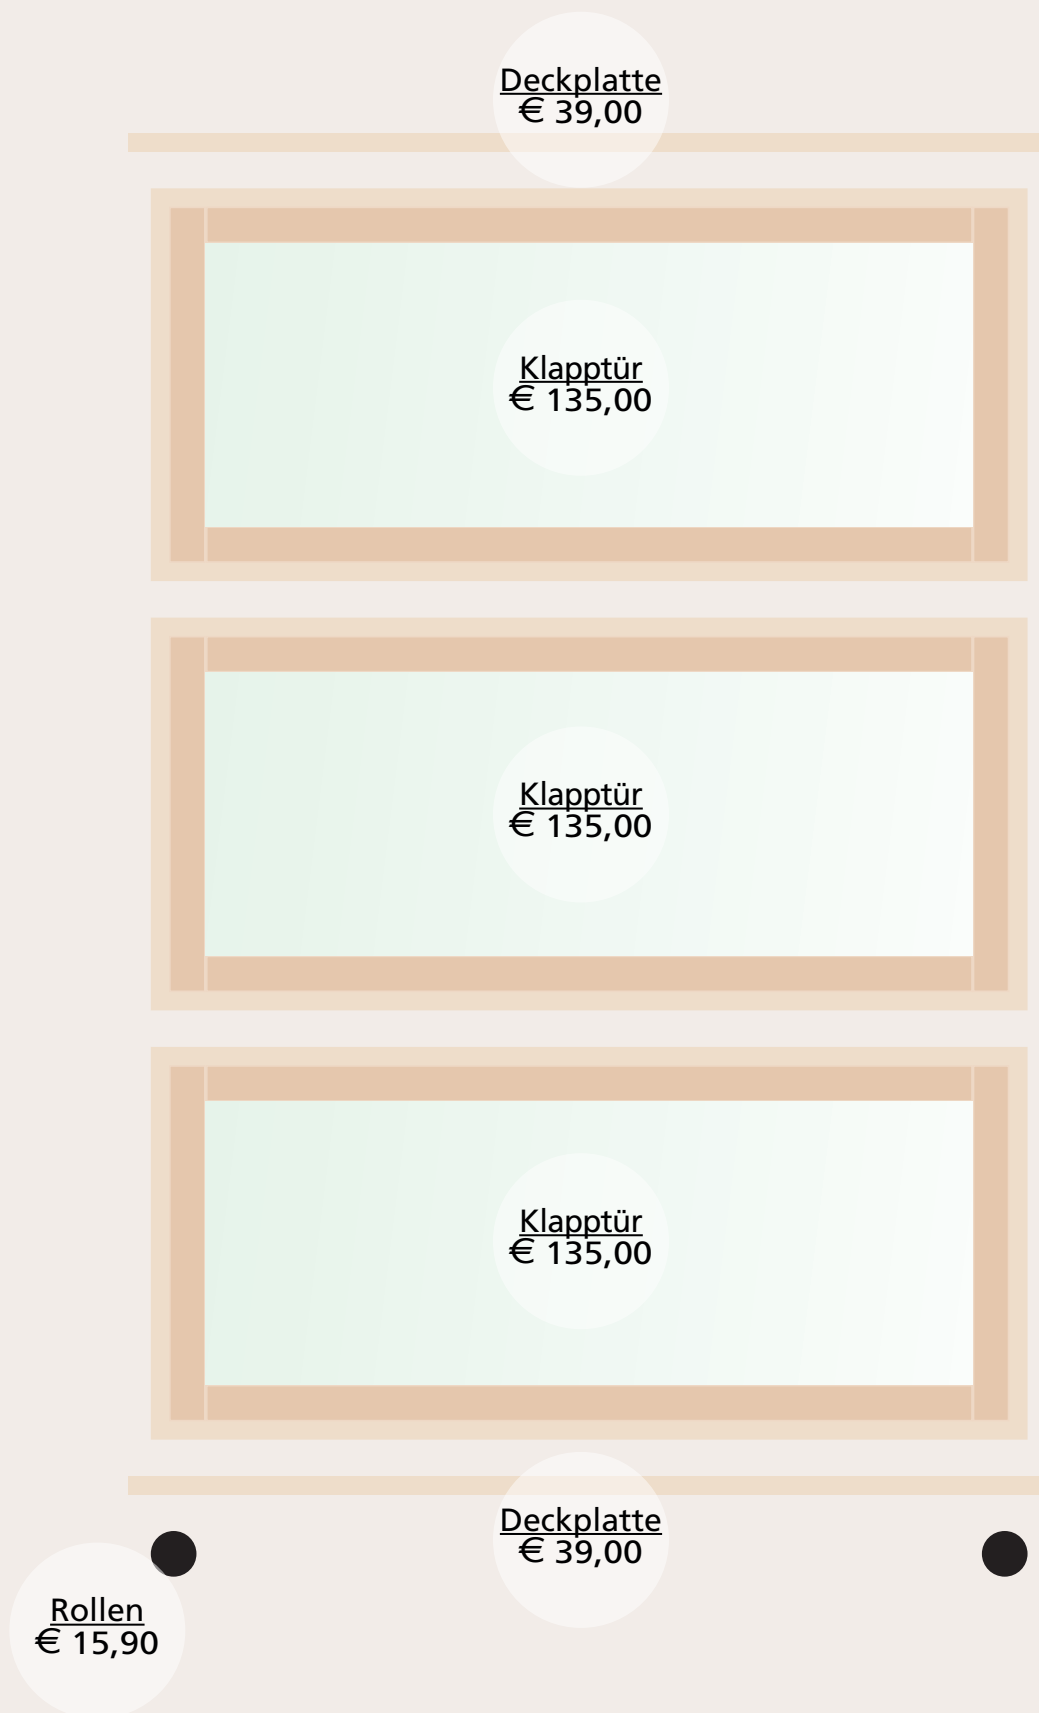 Deckplatte
€ 39,00
Klapptür
€ 135,00
Klapptür
€ 135,00
Klapptür
€ 135,00
Deckplatte
€ 39,00
Rollen
€ 15,90